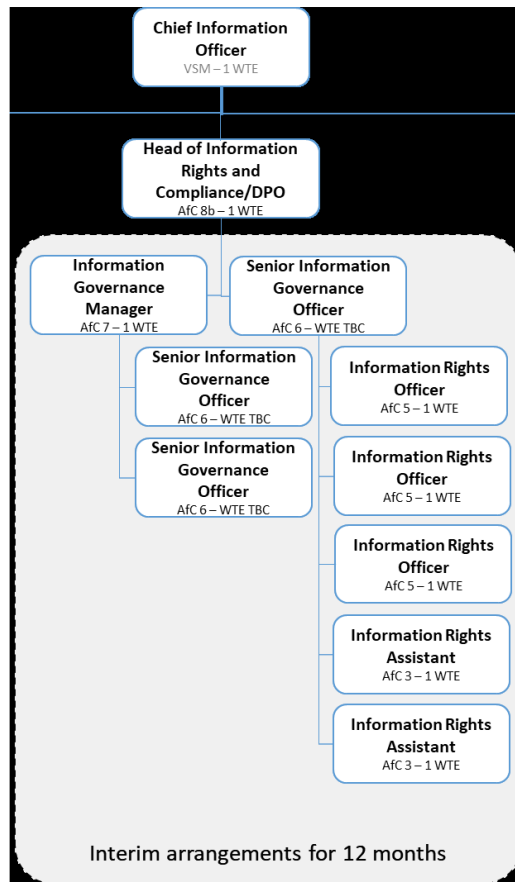 Chief Information
Officer
VSM – 1 WTE
Head of Information
Rights and
Compliance/DPO
AfC 8b – 1 WTE
Information
Governance
Manager
AfC 7 – 1 WTE
Senior Information
Governance
Officer
AfC 6 – WTE TBC
Senior Information
Governance
Officer
AfC 6 – WTE TBC
Senior Information
Governance
Officer
AfC 6 – WTE TBC
Information Rights
Officer
AfC 5 – 1 WTE
Information Rights
Officer
AfC 5 – 1 WTE
Information Rights
Officer
AfC 5 – 1 WTE
Information Rights
Assistant
AfC 3 – 1 WTE
Information Rights
Assistant
AfC 3 – 1 WTE
Interim arrangements for 12 months